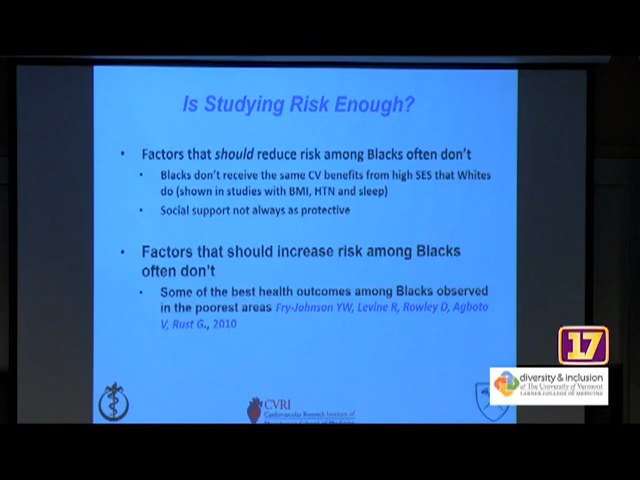 Is Studying Risk Enough?
• Factors that should reduce risk among Blacks often don't
• Blacks don't receive the same CV benefits from high SES that Whites
do (shown in studies with BMI, HTN and sleep)
• Social support not always as protective
• Factors that should increase risk among Blacks
often don't
• Some of the best health outcomes among Blacks observed
in the poorest areas Fry-Johnson YW, Levine R, Rowley D, Agboto
V, Rust G., 2010
17
diversity & inclusion
at The University of Vermont
LARNER COLLEGE OF MEDICINE
CVRI
Cardiovascular Research Institute of
School of Medicine